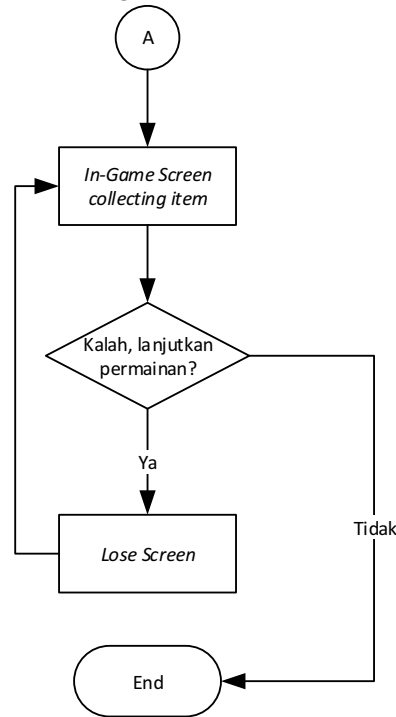 A
In-Game Screen
collecting item
Kalah, lanjutkan
permainan?
Ya
Tidak
Lose Screen
End